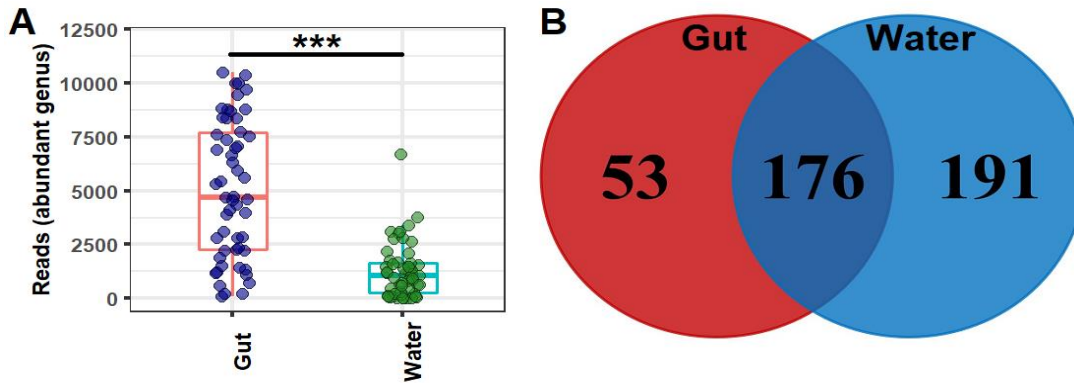 A
Reads (abundant genus)
12500
10000
7500
5000
2500
0
***
Gut
Water
B
Gut
Water
53
176
191